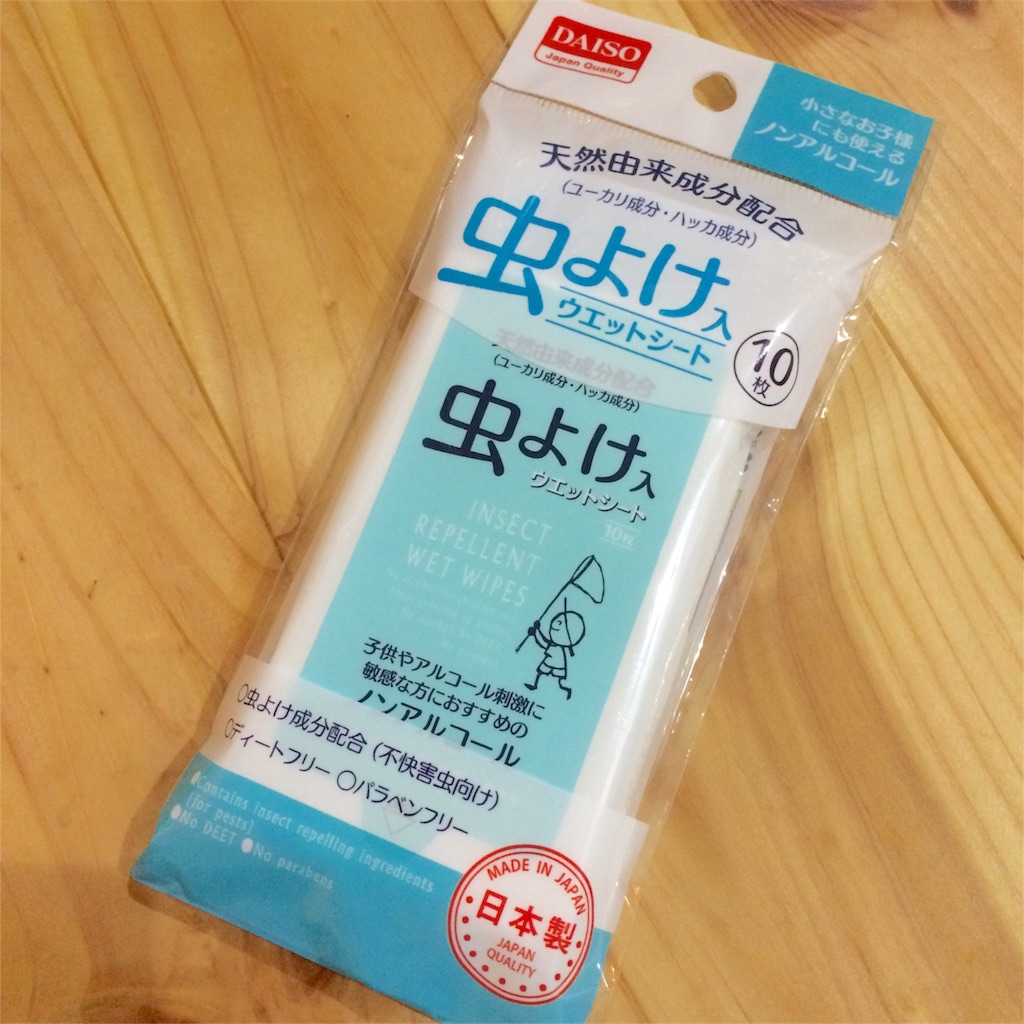 DAISO
Japan Quality
小さなお子様
にも使える
ノンアルコール
天然由来成分配合
(ユーカリ成分・ハッカ成分)
虫よけ入
ウエットシート
10枚
天然由来成分配合
(ユーカリ成分・ハッカ成分)
虫よけ入
ウエットシート
10枚
INSECT
REPELLENT
WET WIPES
子供やアルコール刺激に
敏感な方におすすめの
ノンアルコール
○虫よけ成分配合(不快害虫向け)
○ディートフリー ○パラベンフリー
●Contains insect repelling ingredients
[for pests]
●No DEET ●No parabens
MADE IN JAPAN
日本製
JAPAN
QUALITY